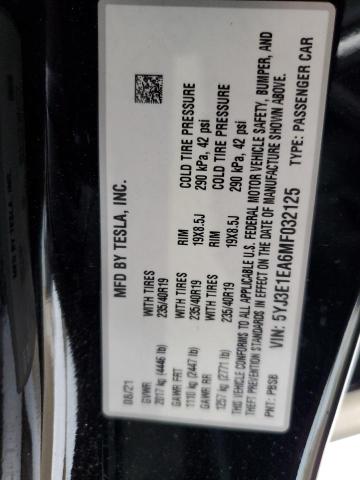 MFD BY TESLA, INC.
08/21
GVWR
2017 kg (4446 lb)
WITH TIRES
235/40R19
GAWR FRT
1110 kg (2447 lb)
WITH TIRES
235/40R19
RIM
19X8.5J
COLD TIRE PRESSURE
290 kPa, 42 psi
GAWR RR
1257 kg (2771 lb)
WITH TIRES
235/40R19
RIM
19X8.5J
COLD TIRE PRESSURE
290 kPa, 42 psi
THIS VEHICLE CONFORMS TO ALL APPLICABLE U.S. FEDERAL MOTOR VEHICLE SAFETY, BUMPER, AND
THEFT PREVENTION STANDARDS IN EFFECT ON THE DATE OF MANUFACTURE SHOWN ABOVE.
VIN: 5YJ3E1EA6MF032125
TYPE: PASSENGER CAR
PNT: PBSB